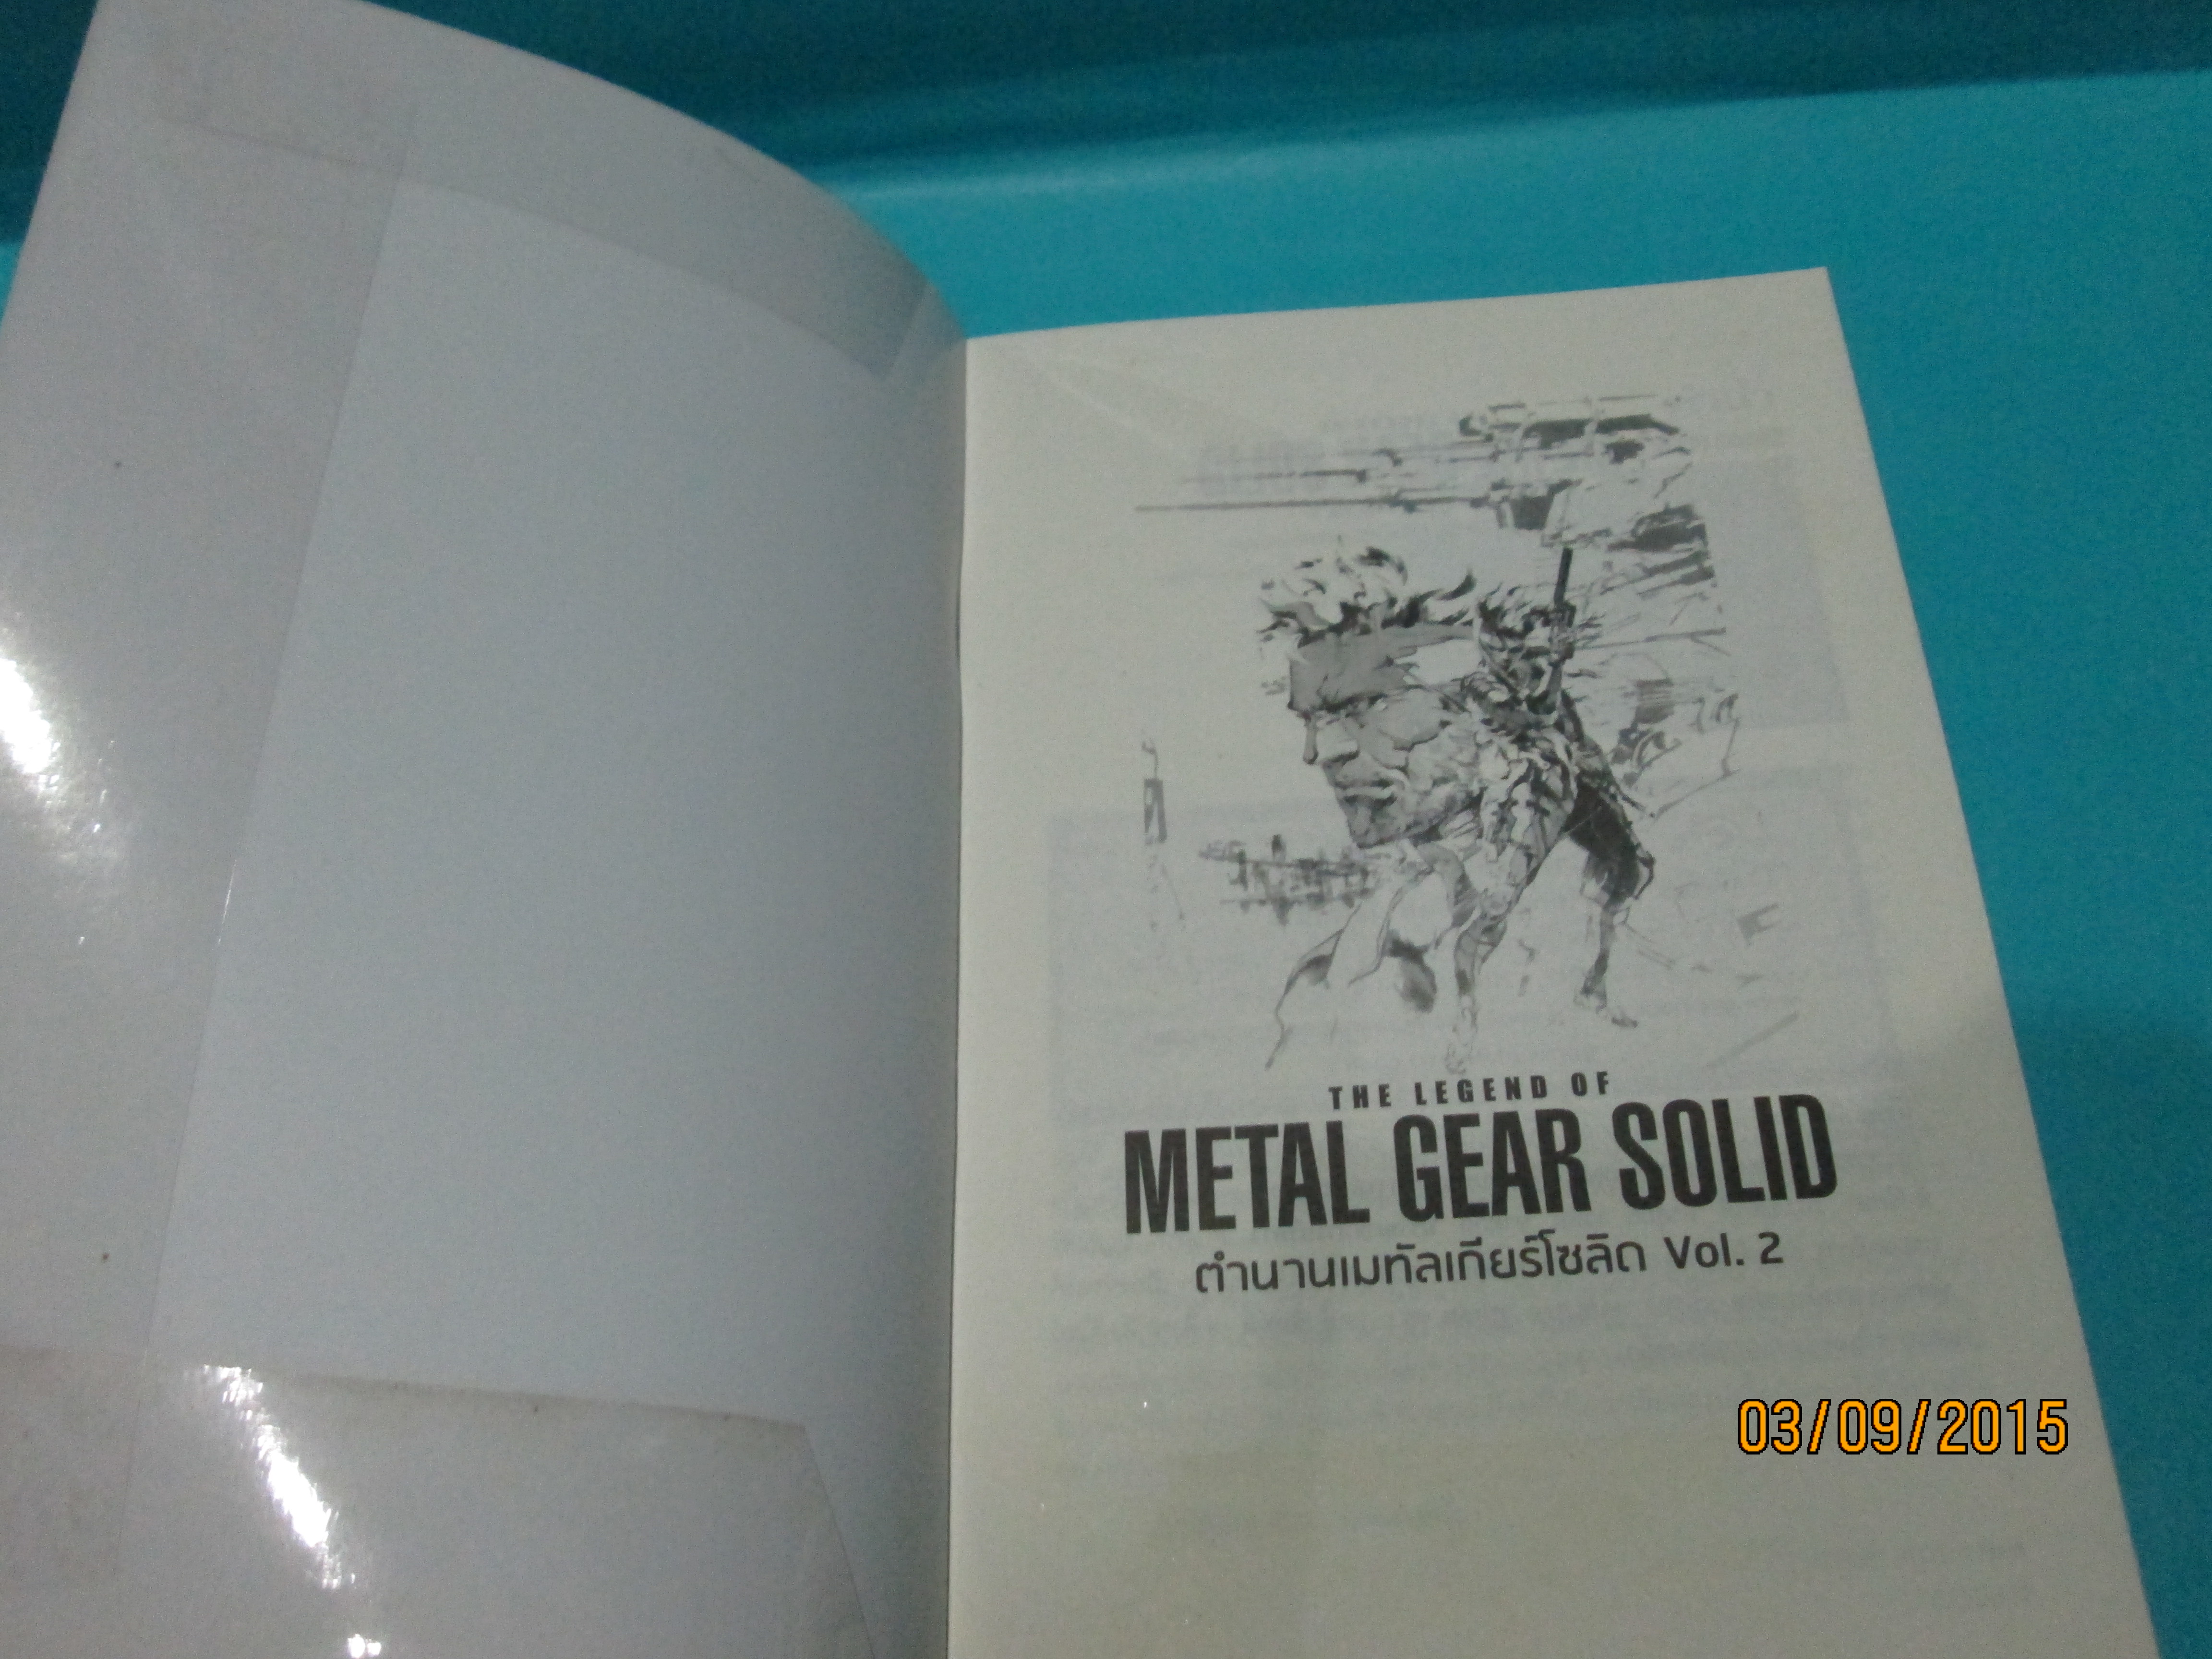 THE LEGEND OF
METAL GEAR SOLID
ตำนานเมทัลเกียร์โซลิด Vol. 2
03/09/2015